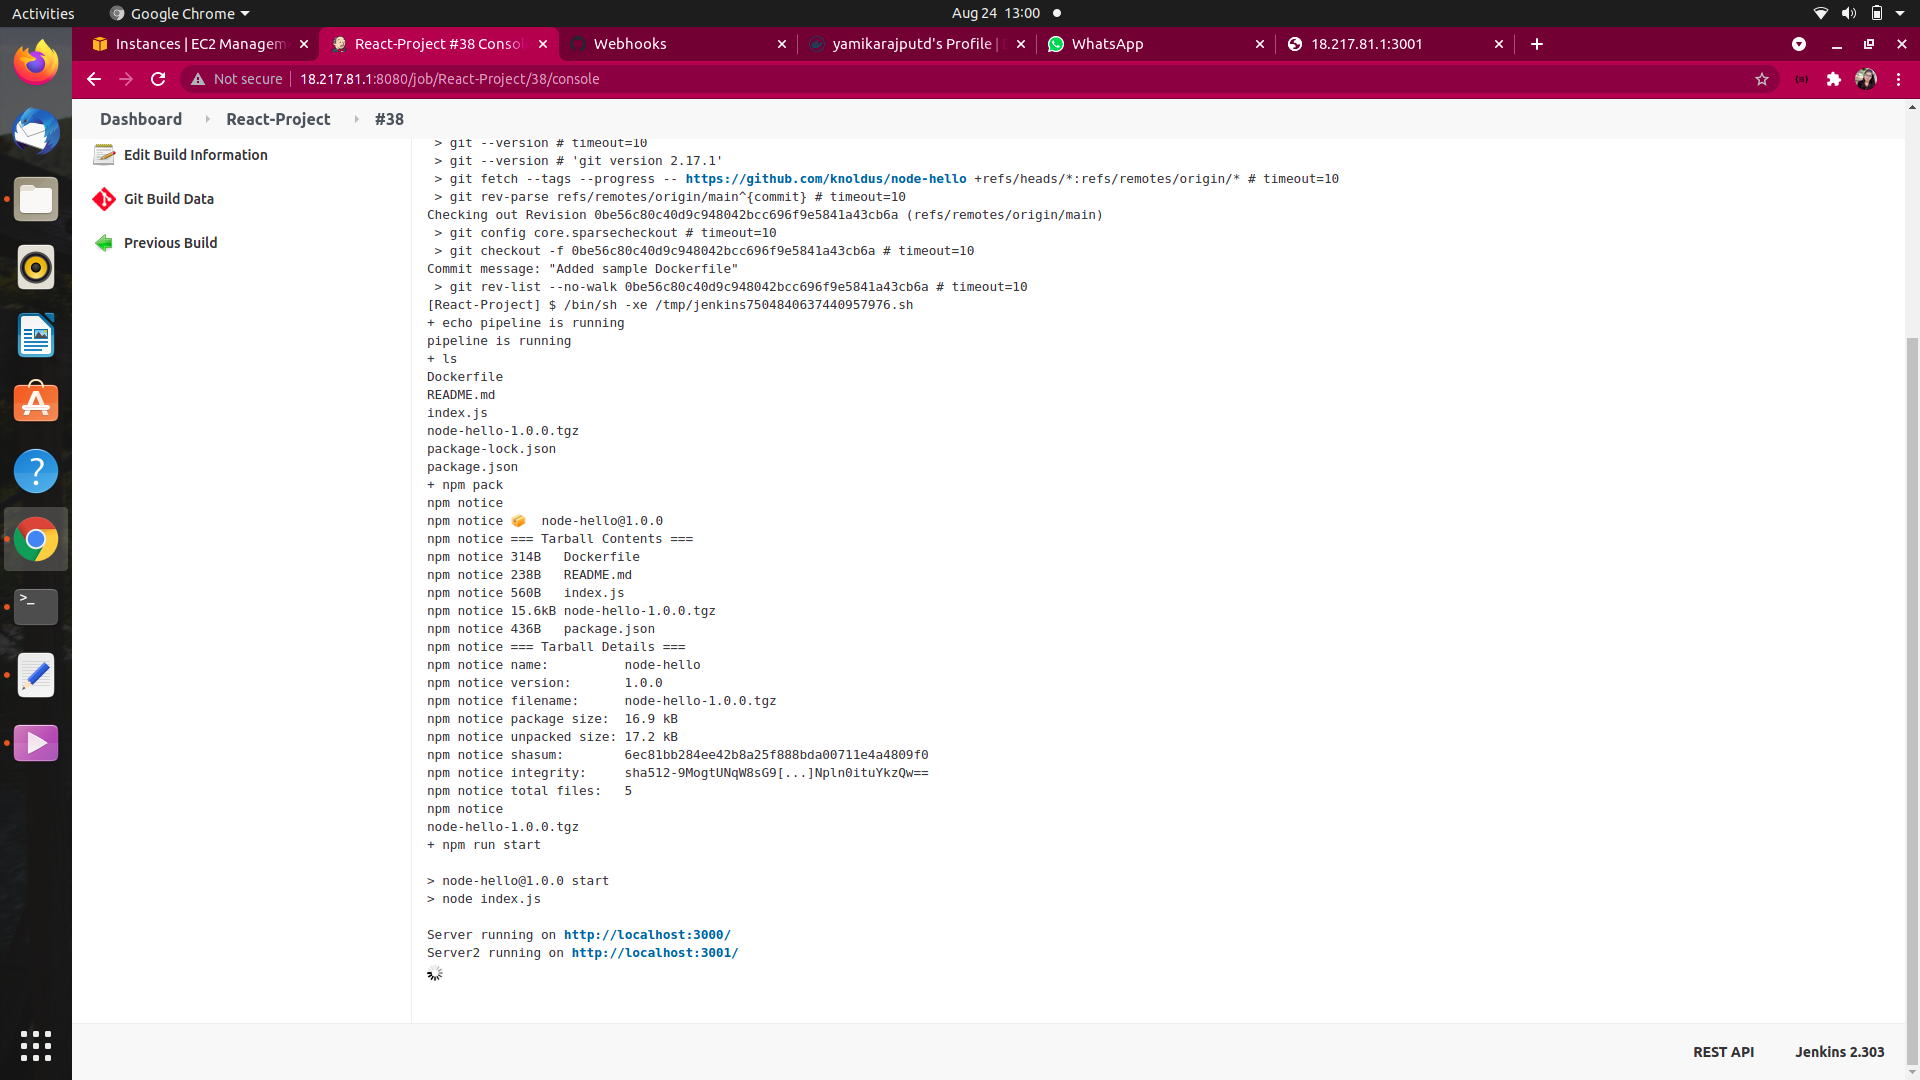 Activities
Google Chrome
Aug 24 13:00
Instances | EC2 Managem
React-Project #38 Conso
Webhooks
yamikarajputd's Profile |
WhatsApp
18.217.81.1:3001
Not secure
18.217.81.1:8080/job/React-Project/38/console
Dashboard
React-Project
#38
Edit Build Information
Git Build Data
Previous Build
> git --version # timeout=10
> git --version # 'git version 2.17.1'
> git fetch --tags --progress -- https://github.com/knoldus/node-hello +refs/heads/*:refs/remotes/origin/* # timeout=10
> git rev-parse refs/remotes/origin/main^{commit} # timeout=10
Checking out Revision 0be56c80c40d9c948042bcc696f9e5841a43cb6a (refs/remotes/origin/main)
> git config core.sparsecheckout # timeout=10
> git checkout -f 0be56c80c40d9c948042bcc696f9e5841a43cb6a # timeout=10
Commit message: "Added sample Dockerfile"
> git rev-list --no-walk 0be56c80c40d9c948042bcc696f9e5841a43cb6a # timeout=10
[React-Project] $ /bin/sh -xe /tmp/jenkins7504840637440957976.sh
+ echo pipeline is running
pipeline is running
+ ls
Dockerfile
README.md
index.js
node-hello-1.0.0.tgz
package-lock.json
package.json
+ npm pack
npm notice
npm notice 📦 node-hello@1.0.0
npm notice === Tarball Contents ===
npm notice 314B Dockerfile
npm notice 238B README.md
npm notice 560B index.js
npm notice 15.6kB node-hello-1.0.0.tgz
npm notice 436B package.json
npm notice === Tarball Details ===
npm notice name: node-hello
npm notice version: 1.0.0
npm notice filename: node-hello-1.0.0.tgz
npm notice package size: 16.9 kB
npm notice unpacked size: 17.2 kB
npm notice shasum: 6ec81bb284ee42b8a25f888bda00711e4a4809f0
npm notice integrity: sha512-9MogtUNqW8sG9[...]Npln0ituYkzQw==
npm notice total files: 5
npm notice
node-hello-1.0.0.tgz
+ npm run start
> node-hello@1.0.0 start
> node index.js
Server running on http://localhost:3000/
Server2 running on http://localhost:3001/
REST API
Jenkins 2.303